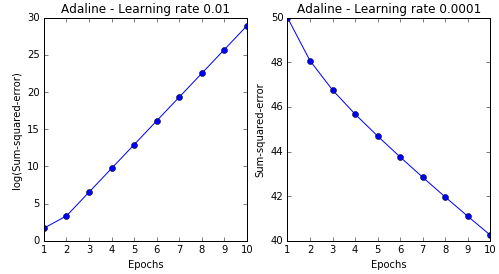 Adaline - Learning rate 0.01
log(Sum-squared-error)
30
25
20
15
10
5
0
1 2 3 4 5 6 7 8 9 10
Epochs
Adaline - Learning rate 0.0001
Sum-squared-error
50
48
46
44
42
40
1 2 3 4 5 6 7 8 9 10
Epochs